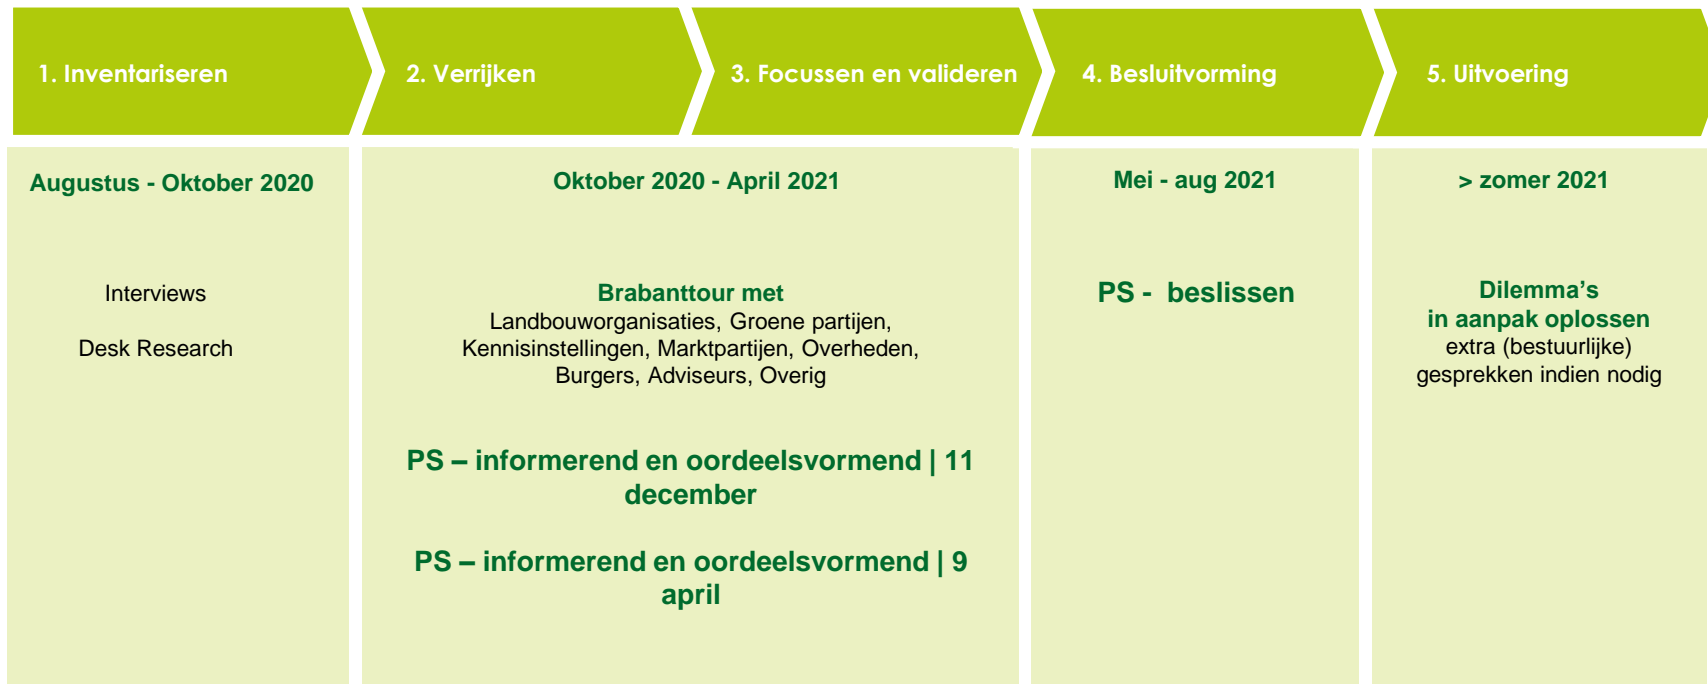 1. Inventariseren
2. Verrijken
3. Focussen en valideren
4. Besluitvorming
5. Uitvoering
Augustus - Oktober 2020
Interviews
Desk Research
Oktober 2020 - April 2021
Brabanttour met
Landbouworganisaties, Groene partijen,
Kennisinstellingen, Marktpartijen, Overheden,
Burgers, Adviseurs, Overig
PS – informerend en oordeelsvormend | 11
december
PS – informerend en oordeelsvormend | 9
april
Mei - aug 2021
PS - beslissen
> zomer 2021
Dilemma’s
in aanpak oplossen
extra (bestuurlijke)
gesprekken indien nodig